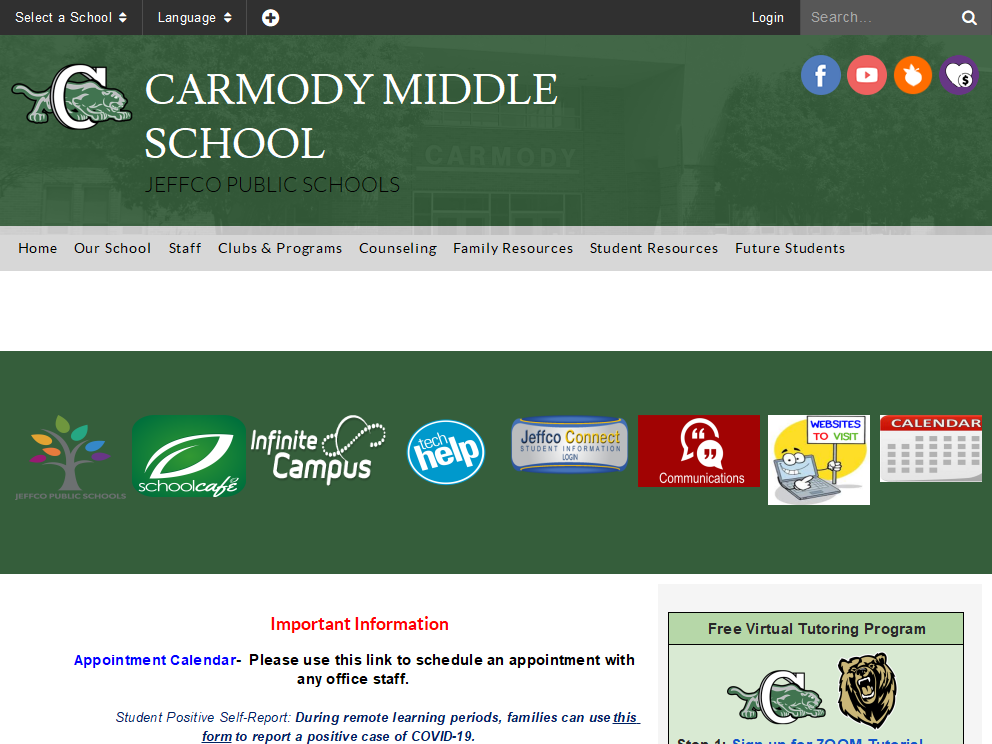 Select a School
Language
Login
Search...
CARMODY MIDDLE
SCHOOL
CARMODY
JEFFCO PUBLIC SCHOOLS
Home Our School Staff Clubs & Programs Counseling Family Resources Student Resources Future Students
JEFFCO PUBLIC SCHOOLS
schoolcafé
Infinite
Campus
tech
help
Jeffco Connect
STUDENT INFORMATION
LOGIN
Communications
WEBSITES
TO VISIT
CALENDAR
Important Information
Appointment Calendar- Please use this link to schedule an appointment with
any office staff.
Student Positive Self-Report: During remote learning periods, families can use this
form to report a positive case of COVID-19.
Free Virtual Tutoring Program
C
Step 1: Sign-up for ZOOM Tutorial